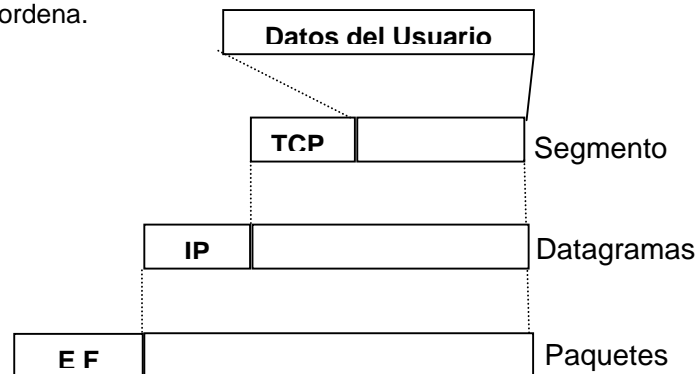 ordena.
Datos del Usuario
TCP
Segmento
IP
Datagramas
E F
Paquetes